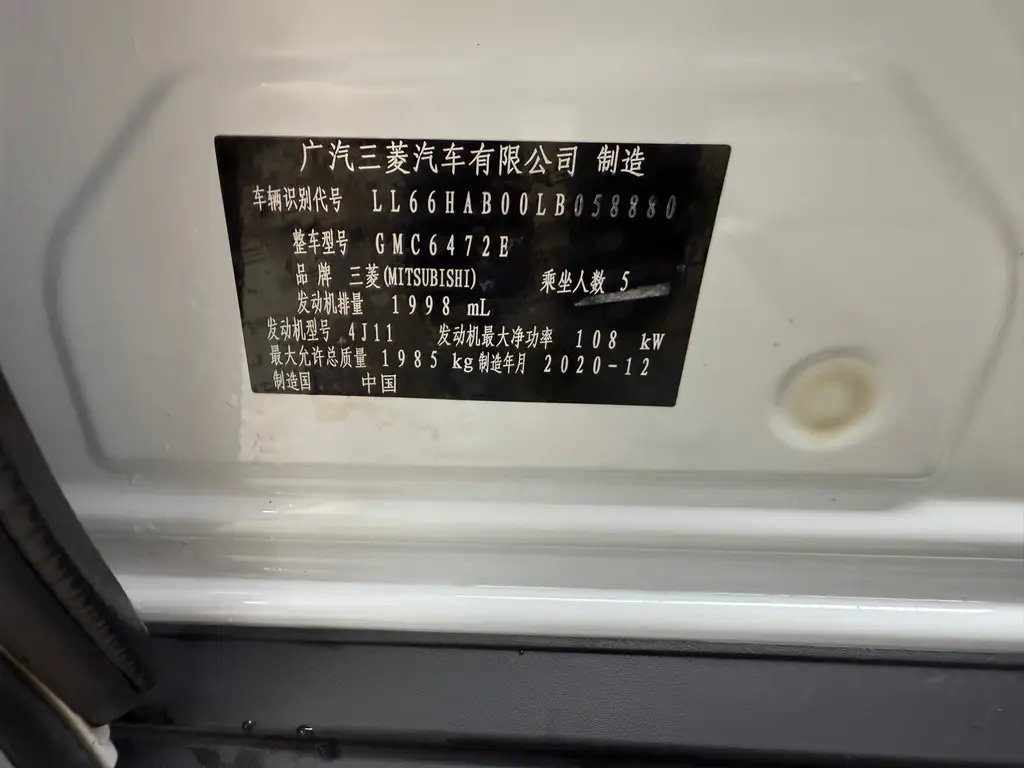 广汽三菱汽车有限公司 制造
车辆识别代号 LL66HAB00LB058880
整车型号 GMC6472E
品牌 三菱(MITSUBISHI) 乘坐人数 5
发动机排量 1998 mL
发动机型号 4J11 发动机最大净功率 108 kW
最大允许总质量 1985 kg 制造年月 2020-12
制造国 中国